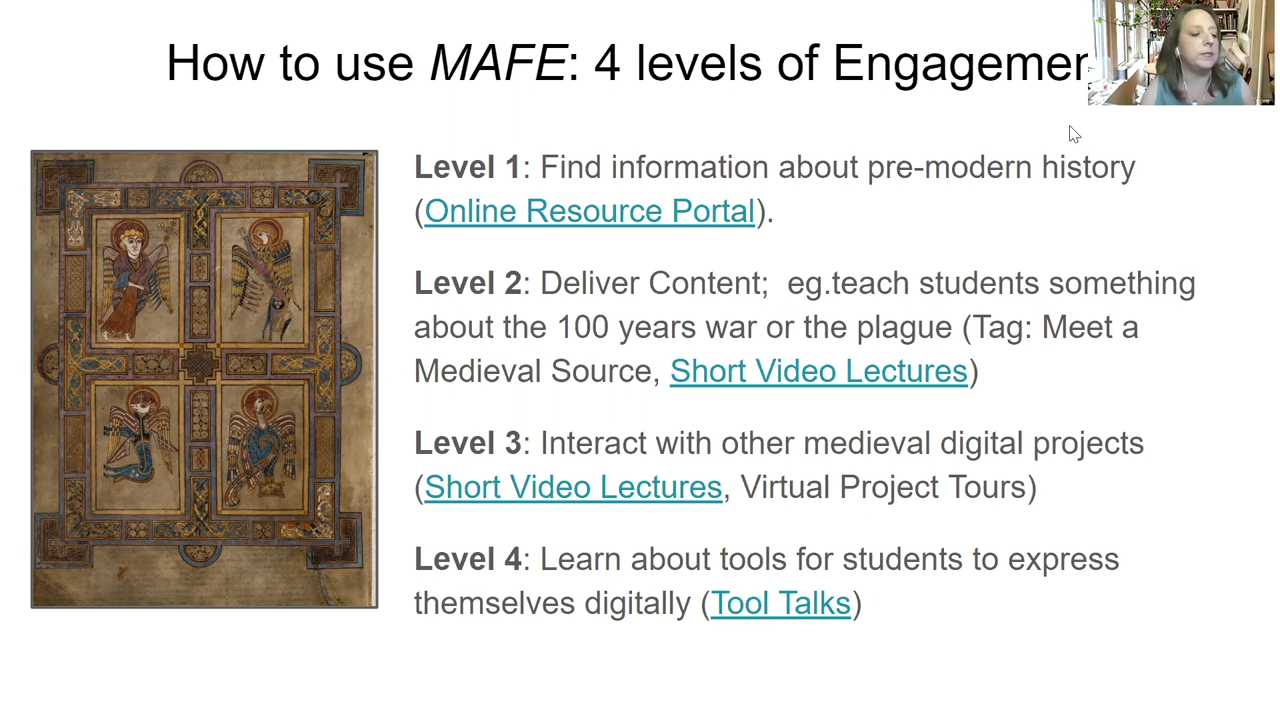 How to use MAFE: 4 levels of Engagemen
Level 1: Find information about pre-modern history
(Online Resource Portal).
Level 2: Deliver Content;  eg.teach students something
about the 100 years war or the plague (Tag: Meet a
Medieval Source, Short Video Lectures)
Level 3: Interact with other medieval digital projects
(Short Video Lectures, Virtual Project Tours)
Level 4: Learn about tools for students to express
themselves digitally (Tool Talks)